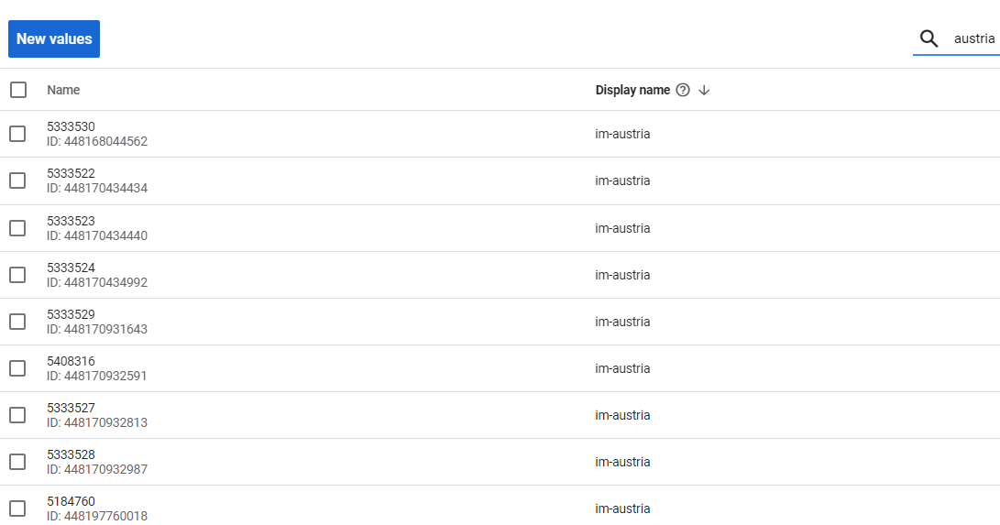 New values
austria
Name
Display name
5333530
ID: 448168044562
im-austria
5333522
ID: 448170434434
im-austria
5333523
ID: 448170434440
im-austria
5333524
ID: 448170434992
im-austria
5333529
ID: 448170931643
im-austria
5408316
ID: 448170932591
im-austria
5333527
ID: 448170932813
im-austria
5333528
ID: 448170932987
im-austria
5184760
ID: 448197760018
im-austria